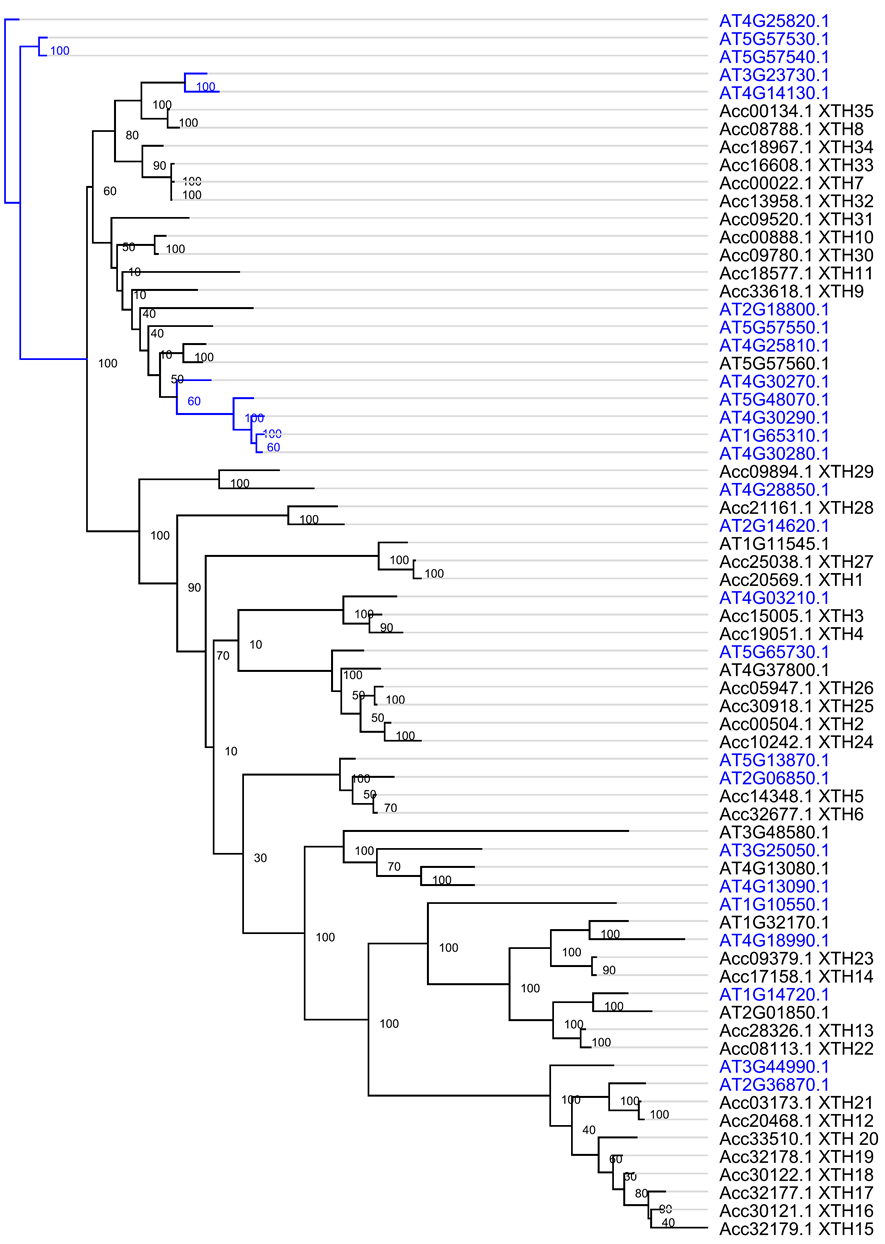 AT4G25820.1
AT5G57530.1
100
AT5G57540.1
AT3G23730.1
100
AT4G14130.1
100
Acc00134.1 XTH35
100
Acc08788.1 XTH8
80
Acc18967.1 XTH34
90
Acc16608.1 XTH33
100
Acc00022.1 XTH7
60
100
Acc13958.1 XTH32
Acc09520.1 XTH31
Acc00888.1 XTH10
50
100
Acc09780.1 XTH30
10
Acc18577.1 XTH11
10
Acc33618.1 XTH9
40
AT2G18800.1
40
AT5G57550.1
AT4G25810.1
10
100
100
AT5G57560.1
50
AT4G30270.1
60
AT5G48070.1
100
AT4G30290.1
100
AT1G65310.1
60
AT4G30280.1
Acc09894.1 XTH29
100
AT4G28850.1
Acc21161.1 XTH28
100
AT2G14620.1
100
AT1G11545.1
100
Acc25038.1 XTH27
100
Acc20569.1 XTH1
90
AT4G03210.1
100
Acc15005.1 XTH3
90
Acc19051.1 XTH4
10
70
AT5G65730.1
100
AT4G37800.1
50
Acc05947.1 XTH26
100
Acc30918.1 XTH25
50
Acc00504.1 XTH2
100
Acc10242.1 XTH24
10
AT5G13870.1
100
AT2G06850.1
50
Acc14348.1 XTH5
70
Acc32677.1 XTH6
AT3G48580.1
100
AT3G25050.1
30
70
AT4G13080.1
100
AT4G13090.1
AT1G10550.1
AT1G32170.1
100
100
AT4G18990.1
100
100
Acc09379.1 XTH23
90
Acc17158.1 XTH14
100
AT1G14720.1
100
AT2G01850.1
100
100
Acc28326.1 XTH13
100
Acc08113.1 XTH22
AT3G44990.1
AT2G36870.1
100
100
Acc03173.1 XTH21
100
Acc20468.1 XTH12
40
Acc33510.1 XTH 20
60
Acc32178.1 XTH19
30
Acc30122.1 XTH18
80
Acc32177.1 XTH17
80
Acc30121.1 XTH16
40
Acc32179.1 XTH15